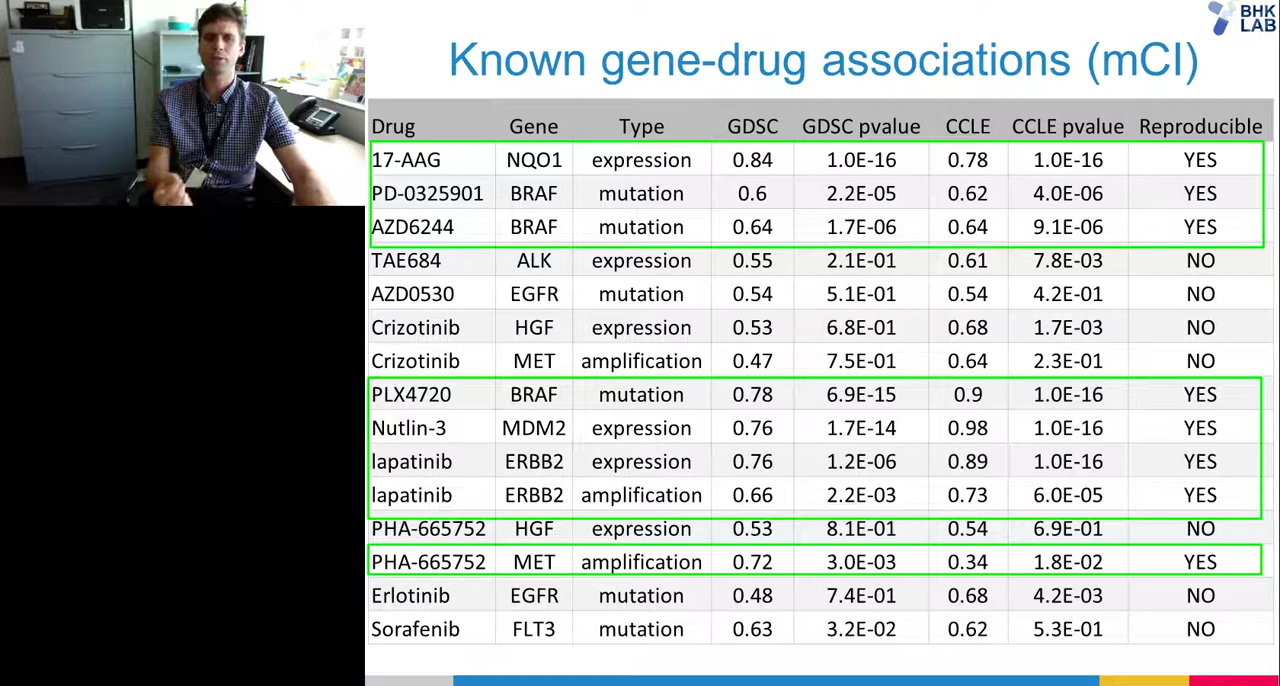 BHK
LAB
Known gene-drug associations (mCI)
Drug Gene Type GDSC GDSC pvalue CCLE CCLE pvalue Reproducible
17-AAG NQO1 expression 0.84 1.0E-16 0.78 1.0E-16 YES
PD-0325901 BRAF mutation 0.6 2.2E-05 0.62 4.0E-06 YES
AZD6244 BRAF mutation 0.64 1.7E-06 0.64 9.1E-06 YES
TAE684 ALK expression 0.55 2.1E-01 0.61 7.8E-03 NO
AZD0530 EGFR mutation 0.54 5.1E-01 0.54 4.2E-01 NO
Crizotinib HGF expression 0.53 6.8E-01 0.68 1.7E-03 NO
Crizotinib MET amplification 0.47 7.5E-01 0.64 2.3E-01 NO
PLX4720 BRAF mutation 0.78 6.9E-15 0.9 1.0E-16 YES
Nutlin-3 MDM2 expression 0.76 1.7E-14 0.98 1.0E-16 YES
lapatinib ERBB2 expression 0.76 1.2E-06 0.89 1.0E-16 YES
lapatinib ERBB2 amplification 0.66 2.2E-03 0.73 6.0E-05 YES
PHA-665752 HGF expression 0.53 8.1E-01 0.54 6.9E-01 NO
PHA-665752 MET amplification 0.72 3.0E-03 0.34 1.8E-02 YES
Erlotinib EGFR mutation 0.48 7.4E-01 0.68 4.2E-03 NO
Sorafenib FLT3 mutation 0.63 3.2E-02 0.62 5.3E-01 NO